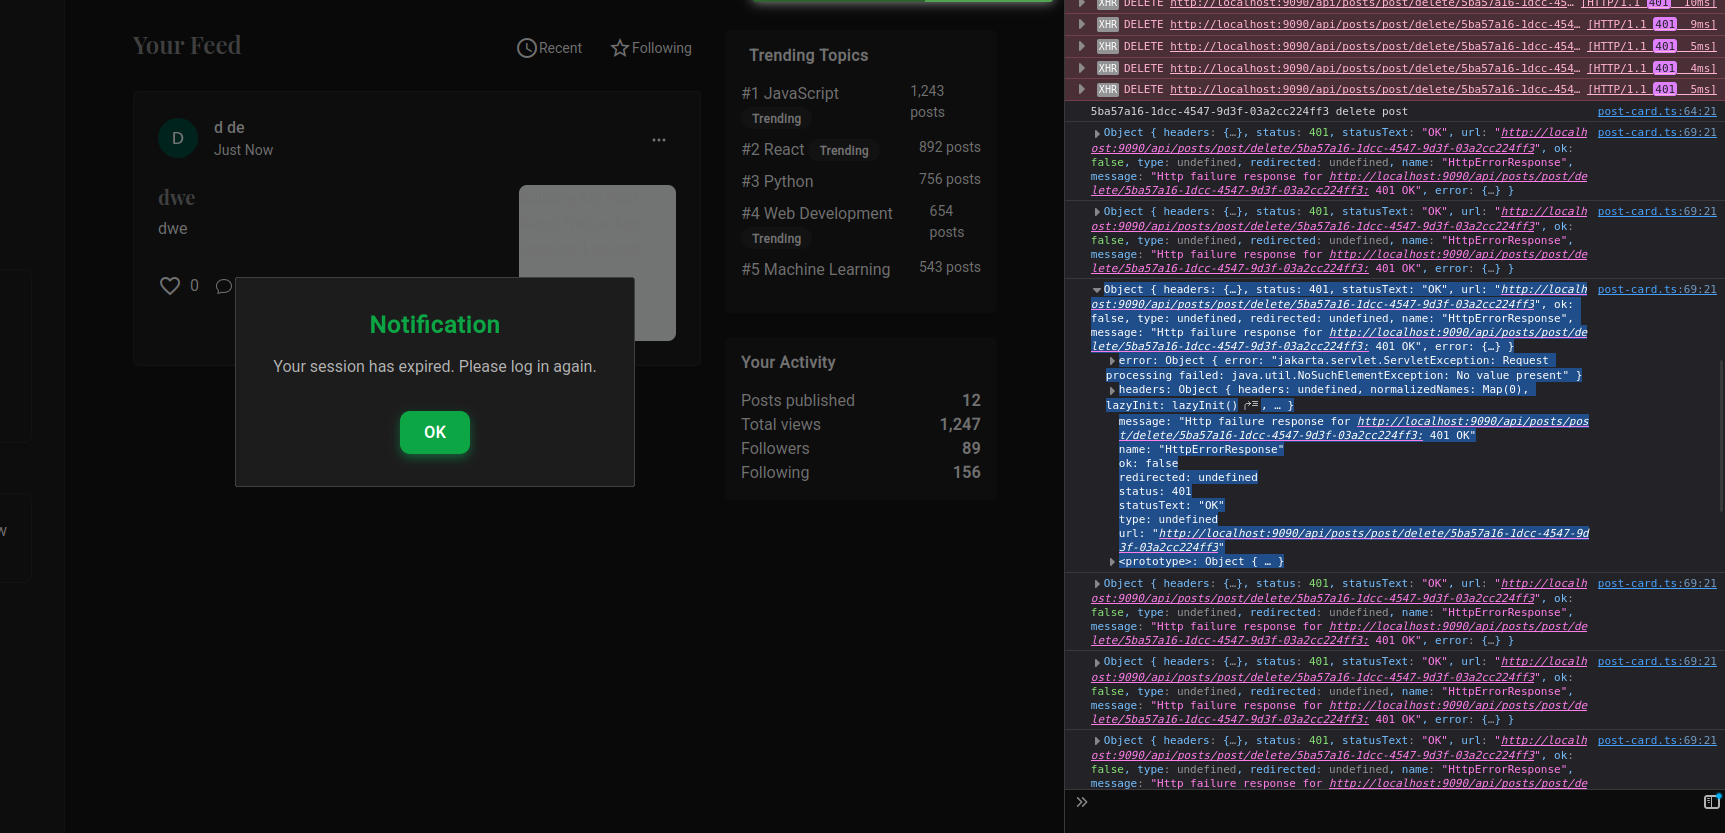 Your Feed
Recent
Following
D
d de
Just Now
...
dwe
dwe
0
Trending Topics
#1 JavaScript
1,243
posts
Trending
#2 React
Trending
892 posts
#3 Python
756 posts
#4 Web Development
654
posts
Trending
#5 Machine Learning
543 posts
Your Activity
Posts published
12
Total views
1,247
Followers
89
Following
156
Notification
Your session has expired. Please log in again.
OK
w
XHR DELETE http://localhost:9090/api/posts/post/delete/5ba57a16-1dcc-45… [HTTP/1.1 401 10ms]
XHR DELETE http://localhost:9090/api/posts/post/delete/5ba57a16-1dcc-454… [HTTP/1.1 401 9ms]
XHR DELETE http://localhost:9090/api/posts/post/delete/5ba57a16-1dcc-454… [HTTP/1.1 401 5ms]
XHR DELETE http://localhost:9090/api/posts/post/delete/5ba57a16-1dcc-454… [HTTP/1.1 401 4ms]
XHR DELETE http://localhost:9090/api/posts/post/delete/5ba57a16-1dcc-454… [HTTP/1.1 401 5ms]
5ba57a16-1dcc-4547-9d3f-03a2cc224ff3 delete post post-card.ts:64:21
Object { headers: {…}, status: 401, statusText: "OK", url: "http://localh post-card.ts:69:21
ost:9090/api/posts/post/delete/5ba57a16-1dcc-4547-9d3f-03a2cc224ff3", ok:
false, type: undefined, redirected: undefined, name: "HttpErrorResponse",
message: "Http failure response for http://localhost:9090/api/posts/post/de
lete/5ba57a16-1dcc-4547-9d3f-03a2cc224ff3: 401 OK", error: {…} }
Object { headers: {…}, status: 401, statusText: "OK", url: "http://localh post-card.ts:69:21
ost:9090/api/posts/post/delete/5ba57a16-1dcc-4547-9d3f-03a2cc224ff3", ok:
false, type: undefined, redirected: undefined, name: "HttpErrorResponse",
message: "Http failure response for http://localhost:9090/api/posts/post/de
lete/5ba57a16-1dcc-4547-9d3f-03a2cc224ff3: 401 OK", error: {…} }
Object { headers: {…}, status: 401, statusText: "OK", url: "http://localh post-card.ts:69:21
ost:9090/api/posts/post/delete/5ba57a16-1dcc-4547-9d3f-03a2cc224ff3", ok:
false, type: undefined, redirected: undefined, name: "HttpErrorResponse",
message: "Http failure response for http://localhost:9090/api/posts/post/de
lete/5ba57a16-1dcc-4547-9d3f-03a2cc224ff3: 401 OK", error: {…} }
error: Object { error: "jakarta.servlet.ServletException: Request
processing failed: java.util.NoSuchElementException: No value present" }
headers: Object { headers: undefined, normalizedNames: Map(0),
lazyInit: lazyInit() , … }
message: "Http failure response for http://localhost:9090/api/posts/pos
t/delete/5ba57a16-1dcc-4547-9d3f-03a2cc224ff3: 401 OK"
name: "HttpErrorResponse"
ok: false
redirected: undefined
status: 401
statusText: "OK"
type: undefined
url: "http://localhost:9090/api/posts/post/delete/5ba57a16-1dcc-4547-9d
3f-03a2cc224ff3"
<prototype>: Object { … }
Object { headers: {…}, status: 401, statusText: "OK", url: "http://localh post-card.ts:69:21
ost:9090/api/posts/post/delete/5ba57a16-1dcc-4547-9d3f-03a2cc224ff3", ok:
false, type: undefined, redirected: undefined, name: "HttpErrorResponse",
message: "Http failure response for http://localhost:9090/api/posts/post/de
lete/5ba57a16-1dcc-4547-9d3f-03a2cc224ff3: 401 OK", error: {…} }
Object { headers: {…}, status: 401, statusText: "OK", url: "http://localh post-card.ts:69:21
ost:9090/api/posts/post/delete/5ba57a16-1dcc-4547-9d3f-03a2cc224ff3", ok:
false, type: undefined, redirected: undefined, name: "HttpErrorResponse",
message: "Http failure response for http://localhost:9090/api/posts/post/de
lete/5ba57a16-1dcc-4547-9d3f-03a2cc224ff3: 401 OK", error: {…} }
Object { headers: {…}, status: 401, statusText: "OK", url: "http://localh post-card.ts:69:21
ost:9090/api/posts/post/delete/5ba57a16-1dcc-4547-9d3f-03a2cc224ff3", ok:
false, type: undefined, redirected: undefined, name: "HttpErrorResponse",
message: "Http failure response for http://localhost:9090/api/posts/post/de